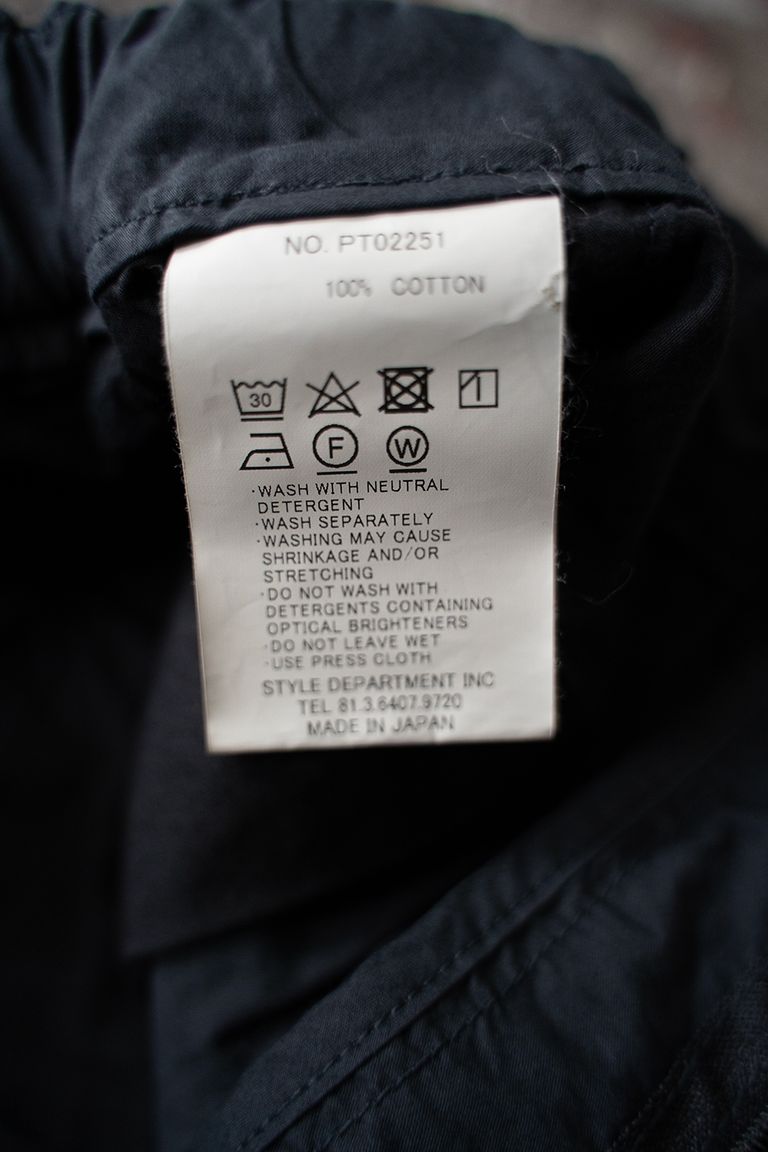 NO. PT02251
100% COTTON
30
F W
·WASH WITH NEUTRAL
DETERGENT
·WASH SEPARATELY
·WASHING MAY CAUSE
SHRINKAGE AND/OR
STRETCHING
·DO NOT WASH WITH
DETERGENTS CONTAINING
OPTICAL BRIGHTENERS
·DO NOT LEAVE WET
·USE PRESS CLOTH
STYLE DEPARTMENT INC
TEL 81.3.6407.9720
MADE IN JAPAN